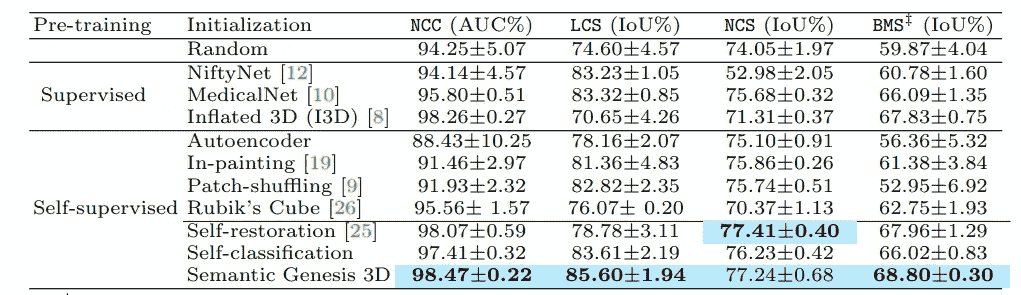 Pre-training Initialization NCC (AUC%) LCS (IoU%) NCS (IoU%) BMS‡ (IoU%)
Random 94.25±5.07 74.60±4.57 74.05±1.97 59.87±4.04
NiftyNet [12] 94.14±4.57 83.23±1.05 52.98±2.05 60.78±1.60
Supervised MedicalNet [10] 95.80±0.51 83.32±0.85 75.68±0.32 66.09±1.35
Inflated 3D (I3D) [8] 98.26±0.27 70.65±4.26 71.31±0.37 67.83±0.75
Autoencoder 88.43±10.25 78.16±2.07 75.10±0.91 56.36±5.32
In-painting [19] 91.46±2.97 81.36±4.83 75.86±0.26 61.38±3.84
Patch-shuffling [9] 91.93±2.32 82.82±2.35 75.74±0.51 52.95±6.92
Self-supervised Rubik's Cube [26] 95.56± 1.57 76.07± 0.20 70.37±1.13 62.75±1.93
Self-restoration [25] 98.07±0.59 78.78±3.11 77.41±0.40 67.96±1.29
Self-classification 97.41±0.32 83.61±2.19 76.23±0.42 66.02±0.83
Semantic Genesis 3D 98.47±0.22 85.60±1.94 77.24±0.68 68.80±0.30